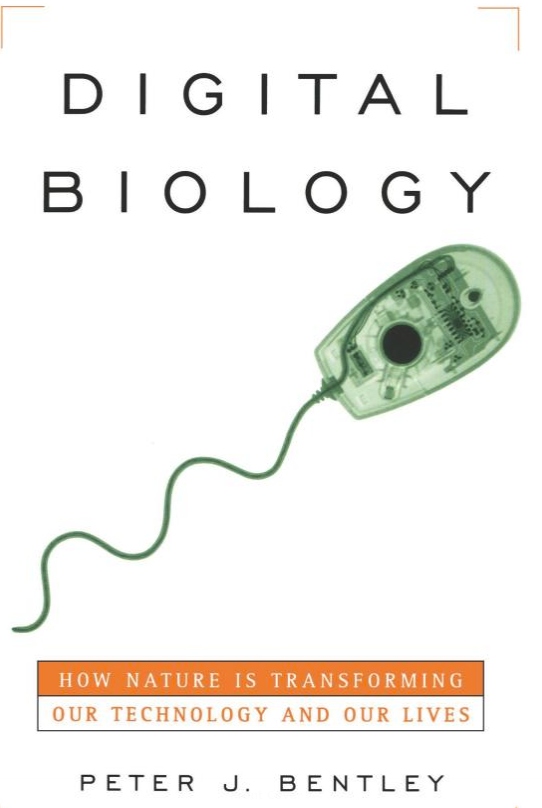 DIGITAL
BIOLOGY
HOW NATURE IS TRANSFORMING
OUR TECHNOLOGY AND OUR LIVES
PETER J. BENTLEY